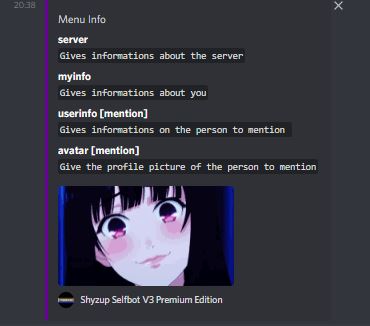 20:38
Menu Info
server
Gives informations about the server
myinfo
Gives informations about you
userinfo [mention]
Gives informations on the person to mention
avatar [mention]
Give the profile picture of the person to mention
Shyzup Selfbot V3 Premium Edition